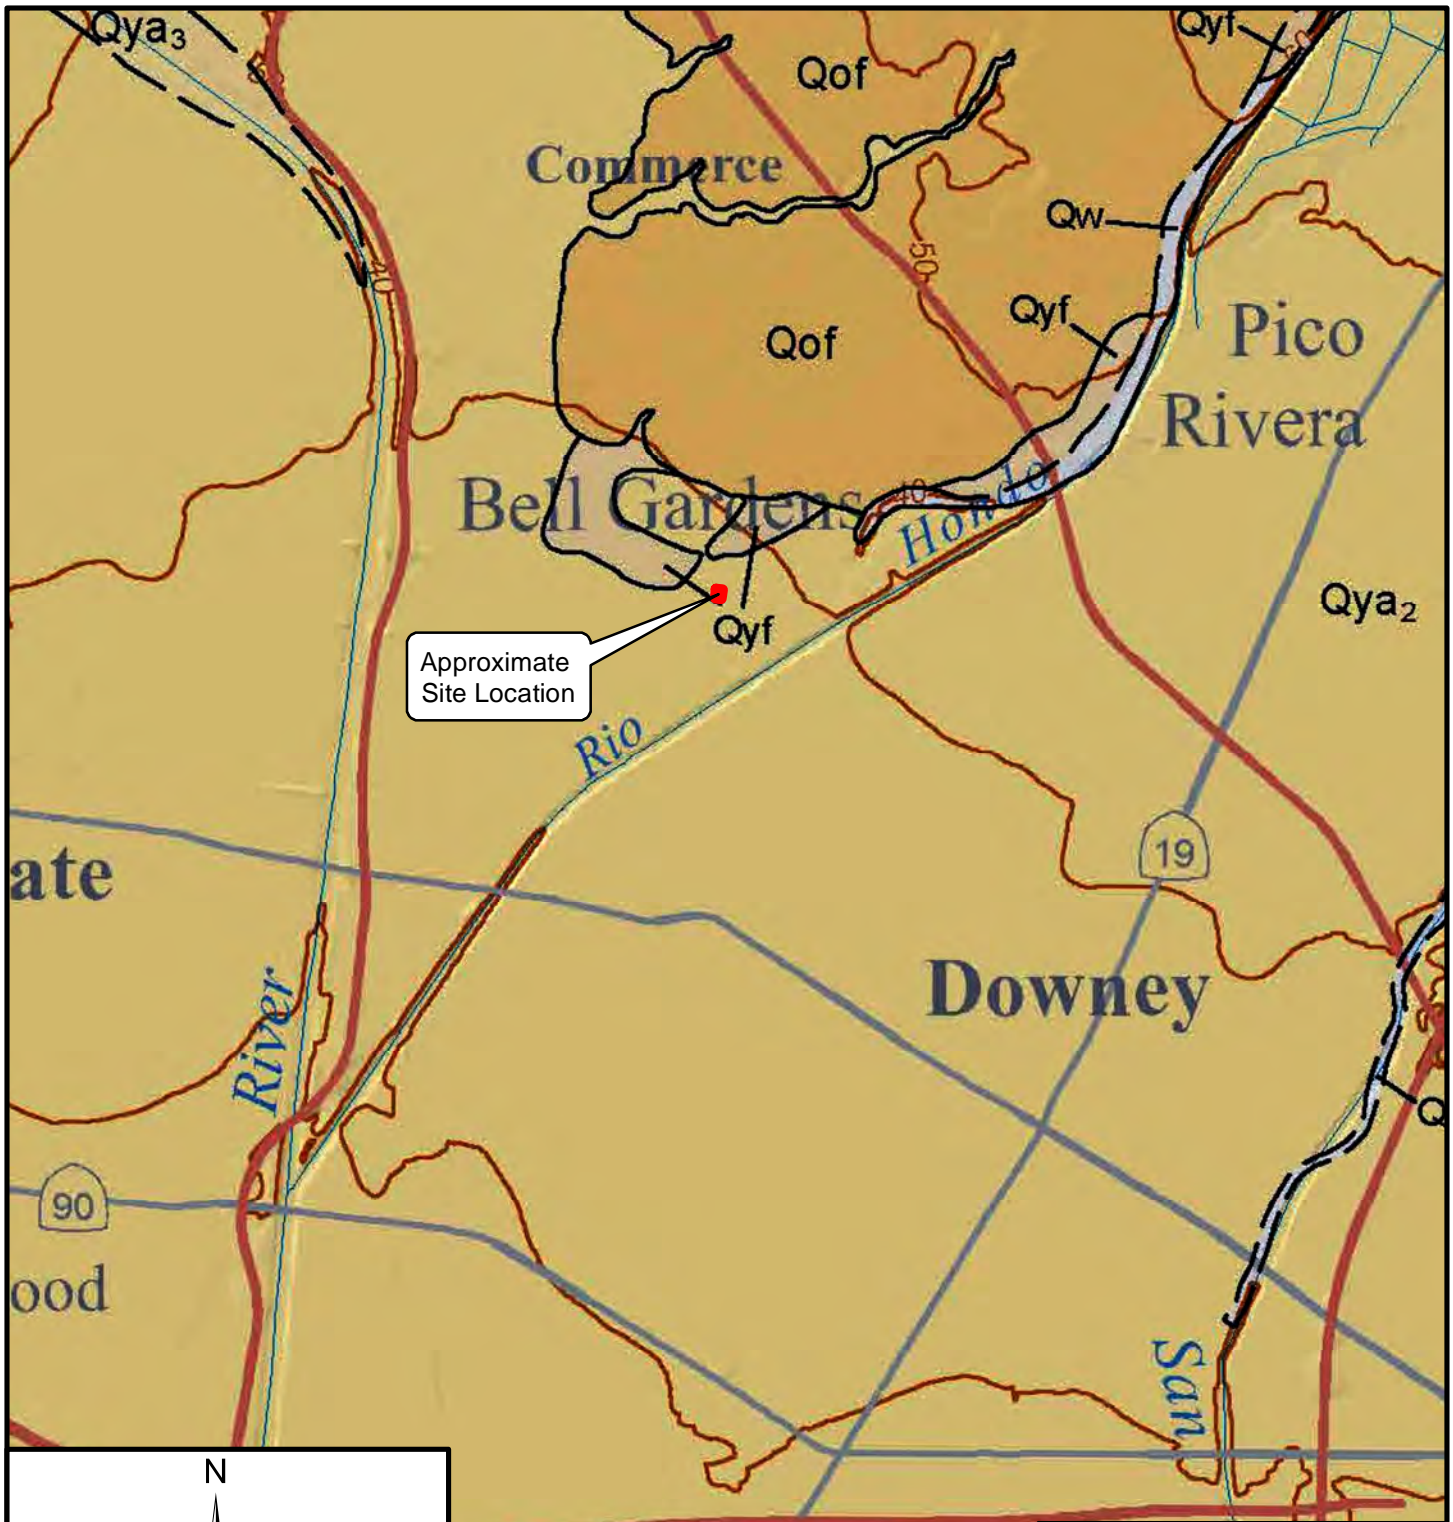 Qya3
Qyf
Qof
Commerce
Qw
50
40
Qyf
Pico
Rivera
Qof
Bell Gardens
40
Hondo
Qya2
Qyf
Approximate
Site Location
Rio
19
ate
Downey
River
Q
90
ood
San
N